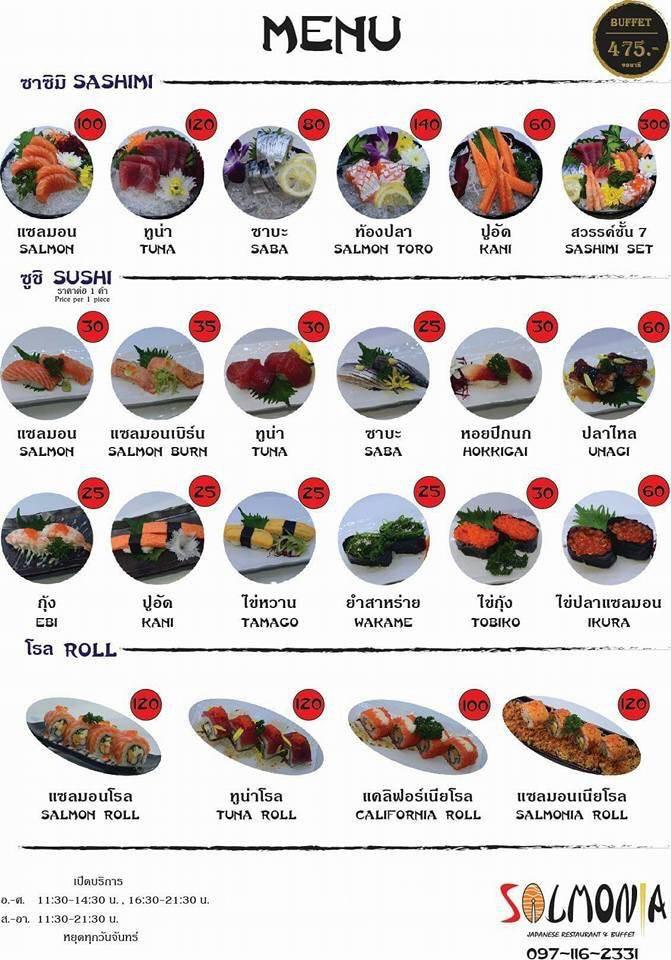 MENU
BUFFET
475.-
ซาซิมิ SASHIMI
100 120 80 140 60 300
แซลมอน ทูน่า ซาบะ ท้องปลา ปูอัด สวรรค์ชั้น 7
SALMON TUNA SABA SALMON TORO KANI SASHIMI SET
ซูชิ SUSHI
ราคาต่อ 1 คำ
Price per 1 piece
30 35 30 25 30 60
แซลมอน แซลมอนเบิร์น ทูน่า ซาบะ หอยปีกนก ปลาไหล
SALMON SALMON BURN TUNA SABA HOKKIGAI UNAGI
25 25 25 25 30 60
กุ้ง ปูอัด ไข่หวาน ยำสาหร่าย ไข่กุ้ง ไข่ปลาแซลมอน
EBI KANI TAMAGO WAKAME TOBIKO IKURA
โรล ROLL
120 120 100 120
แซลมอนโรล ทูน่าโรล แคลิฟอร์เนียโรล แซลมอนเนียโรล
SALMON ROLL TUNA ROLL CALIFORNIA ROLL SALMONIA ROLL
เปิดบริการ
อ.-ศ. 11:30-14:30 น. , 16:30-21:30 น.
ส.-อา. 11:30-21:30 น.
หยุดทุกวันจันทร์
SALMONIA
JAPANESE RESTAURANT & BUFFET
097-116-2331